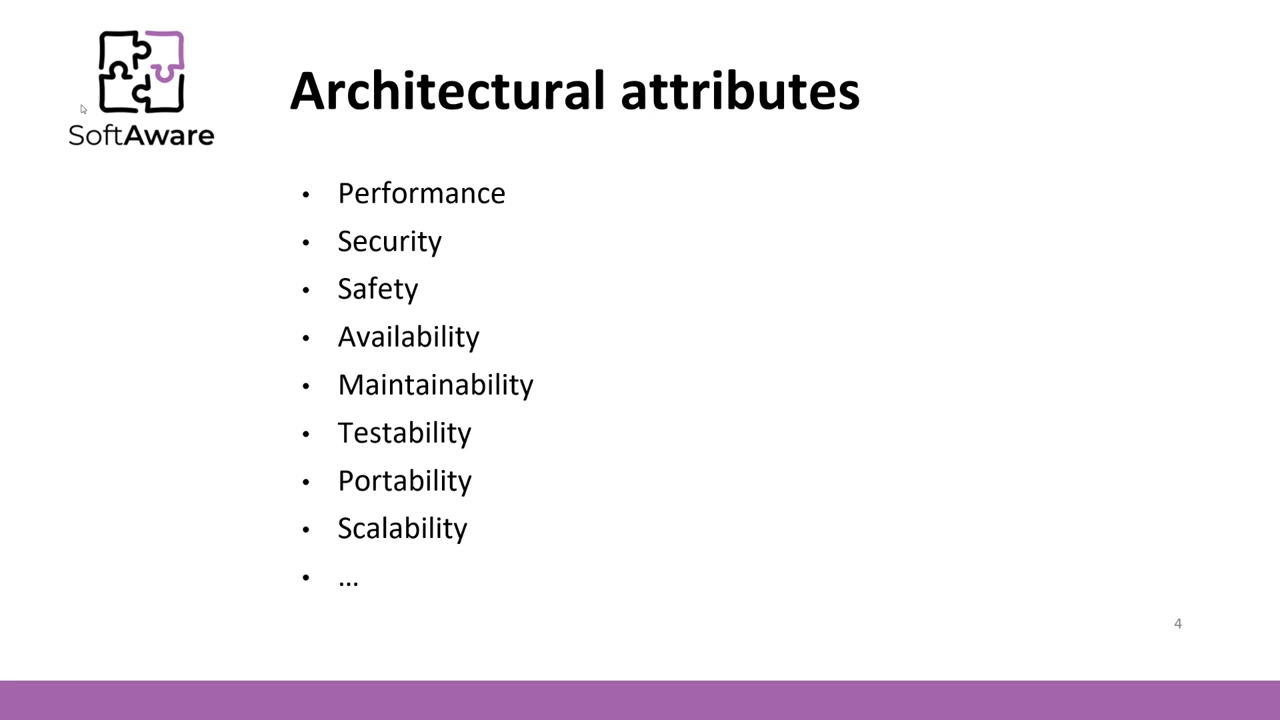 SoftAware
Architectural attributes
• Performance
• Security
• Safety
• Availability
• Maintainability
• Testability
• Portability
• Scalability
• ...
4